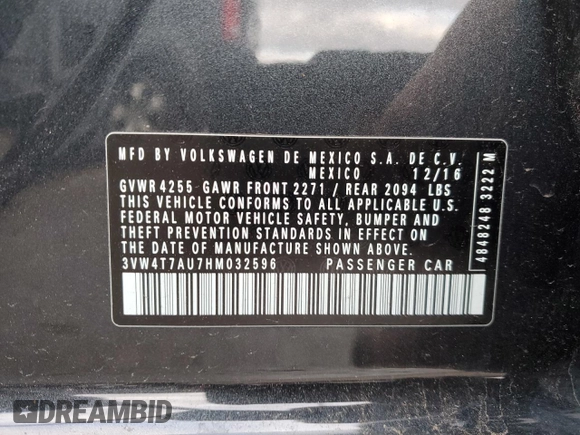 MFD BY VOLKSWAGEN DE MEXICO S.A. DE C.V.
MEXICO 12/16
GVWR 4255 GAWR FRONT 2271 / REAR 2094 LBS
THIS VEHICLE CONFORMS TO ALL APPLICABLE U.S.
FEDERAL MOTOR VEHICLE SAFETY, BUMPER AND
THEFT PREVENTION STANDARDS IN EFFECT ON THE
DATE OF MANUFACTURE SHOWN ABOVE.
3VW4T7AU7HM032596 PASSENGER CAR
4848248 3222 M
DREAMBID